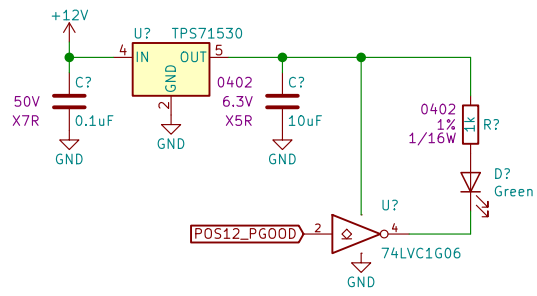 +12V
U? TPS71530
4 IN OUT 5
GND
2
C?
50V
X7R
0.1uF
GND
GND
0402
6.3V
X5R
C?
10uF
GND
0402
1%
1/16W
1k
R?
D?
Green
U?
POS12_PGOOD
2
4
74LVC1G06
GND